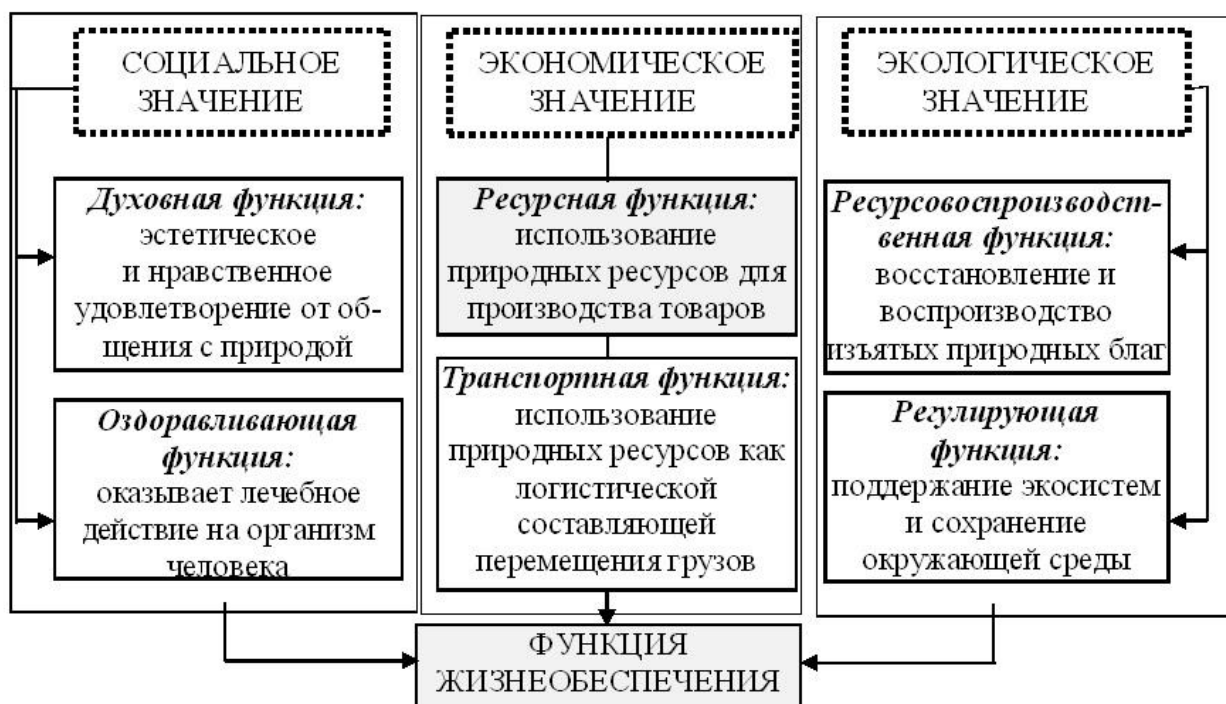 СОЦИАЛЬНОЕ
ЗНАЧЕНИЕ
Духовная функция:
эстетическое
и нравственное
удовлетворение от об-
щения с природой
Оздоравливающая
функция:
оказывает лечебное
действие на организм
человека
ЭКОНОМИЧЕСКОЕ
ЗНАЧЕНИЕ
Ресурсная функция:
использование
природных ресурсов для
производства товаров
Транспортная функция:
использование
природных ресурсов как
логистической
составляющей
перемещения грузов
ЭКОЛОГИЧЕСКОЕ
ЗНАЧЕНИЕ
Ресурсовоспроизводст-
венная функция:
восстановление и
воспроизводство
изъятых природных благ
Регулирующая
функция:
поддержание экосистем
и сохранение
окружающей среды
ФУНКЦИЯ
ЖИЗНЕОБЕСПЕЧЕНИЯ